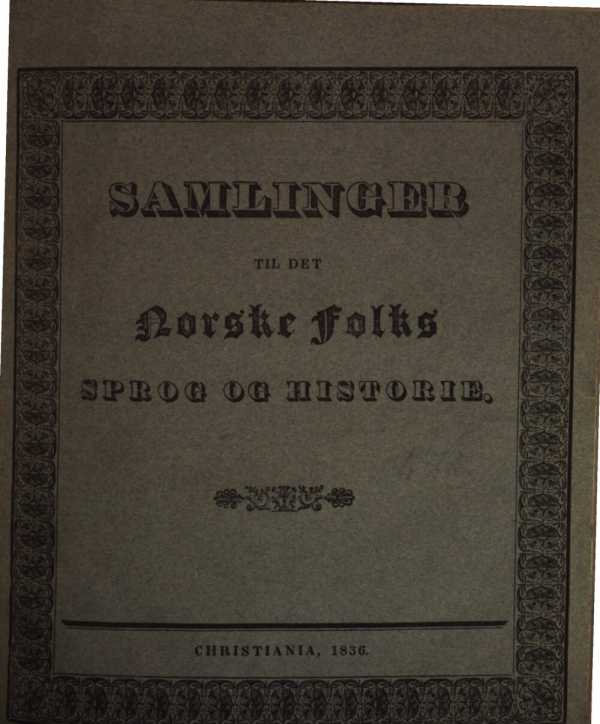 SAMLINGER
TIL DET
Norske Folks
SPROG OG HISTORIE.
CHRISTIANIA, 1836.